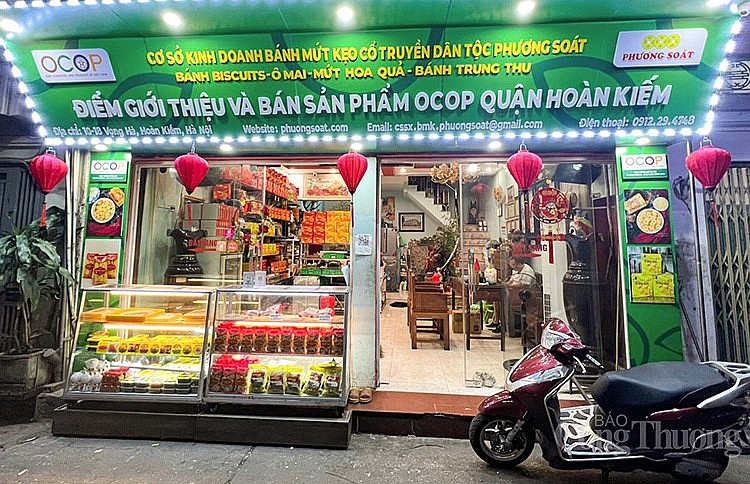 OCOP
CƠ SỞ KINH DOANH BÁNH MỨT KẸO CỔ TRUYỀN DÂN TỘC PHƯƠNG SOÁT
BÁNH BISCUITS-Ô MAI-MỨT HOA QUẢ-BÁNH TRUNG THU
PHƯƠNG SOÁT
ĐIỂM GIỚI THIỆU VÀ BÁN SẢN PHẨM OCOP QUẬN HOÀN KIẾM
Địa chỉ: 10-18 Vọng Hà, Hoàn Kiếm, Hà Nội Website: phuongsoat.com Email: cssx.bmk.phuongsoat@gmail.com Điện thoại: 0912.29.4748
OCOP
OCOP
BÁO
Công Thương